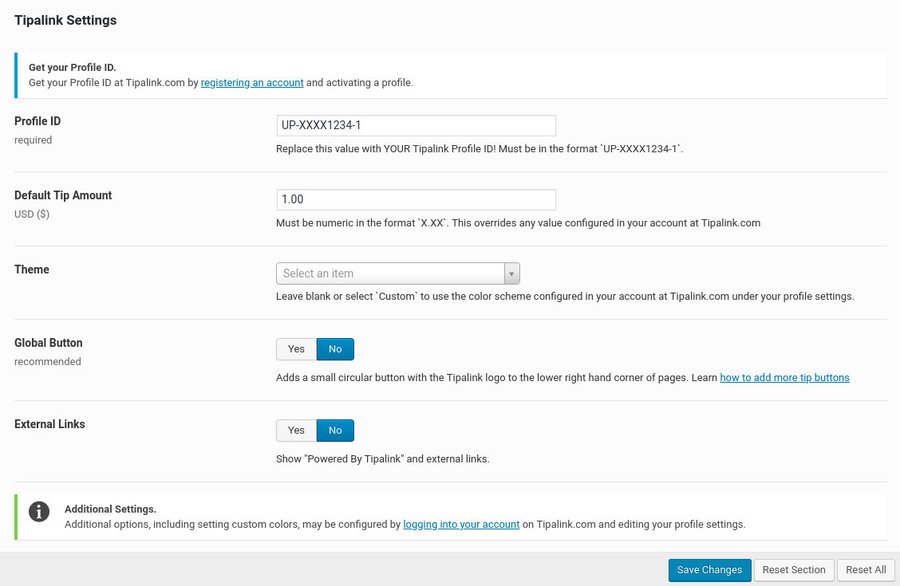 Tipalink Settings
Get your Profile ID.
Get your Profile ID at Tipalink.com by registering an account and activating a profile.
Profile ID
required
UP-XXXX1234-1
Replace this value with YOUR Tipalink Profile ID! Must be in the format `UP-XXXX1234-1`.
Default Tip Amount
USD ($)
1.00
Must be numeric in the format `X.XX`. This overrides any value configured in your account at Tipalink.com
Theme
Select an item
Leave blank or select `Custom` to use the color scheme configured in your account at Tipalink.com under your profile settings.
Global Button
recommended
Yes No
Adds a small circular button with the Tipalink logo to the lower right hand corner of pages. Learn how to add more tip buttons
External Links
Yes No
Show "Powered By Tipalink" and external links.
Additional Settings.
Additional options, including setting custom colors, may be configured by logging into your account on Tipalink.com and editing your profile settings.
Save Changes Reset Section Reset All